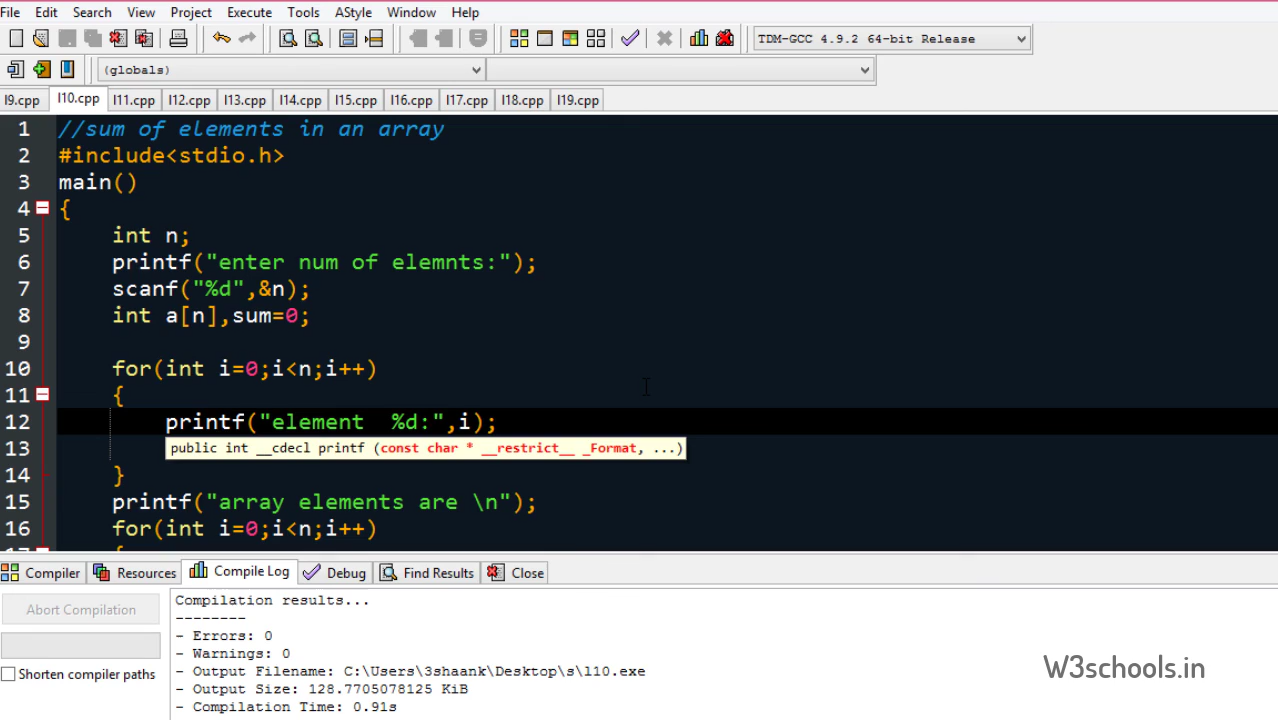 File Edit Search View Project Execute Tools AStyle Window Help
TDM-GCC 4.9.2 64-bit Release
(globals)
l9.cpp l10.cpp l11.cpp l12.cpp l13.cpp l14.cpp l15.cpp l16.cpp l17.cpp l18.cpp l19.cpp
1 //sum of elements in an array
2 #include<stdio.h>
3 main()
4 {
5 int n;
6 printf("enter num of elemnts:");
7 scanf("%d",&n);
8 int a[n],sum=0;
9
10 for(int i=0;i<n;i++)
11 {
12 printf("element  %d:",i);
public int __cdecl printf (const char * __restrict__ _Format, ...)
13
14 }
15 printf("array elements are \n");
16 for(int i=0;i<n;i++)
Compiler Resources Compile Log Debug Find Results Close
Abort Compilation
Shorten compiler paths
Compilation results...
--------
- Errors: 0
- Warnings: 0
- Output Filename: C:\Users\3shaank\Desktop\s\l10.exe
- Output Size: 128.7705078125 KiB
- Compilation Time: 0.91s
W3schools.in